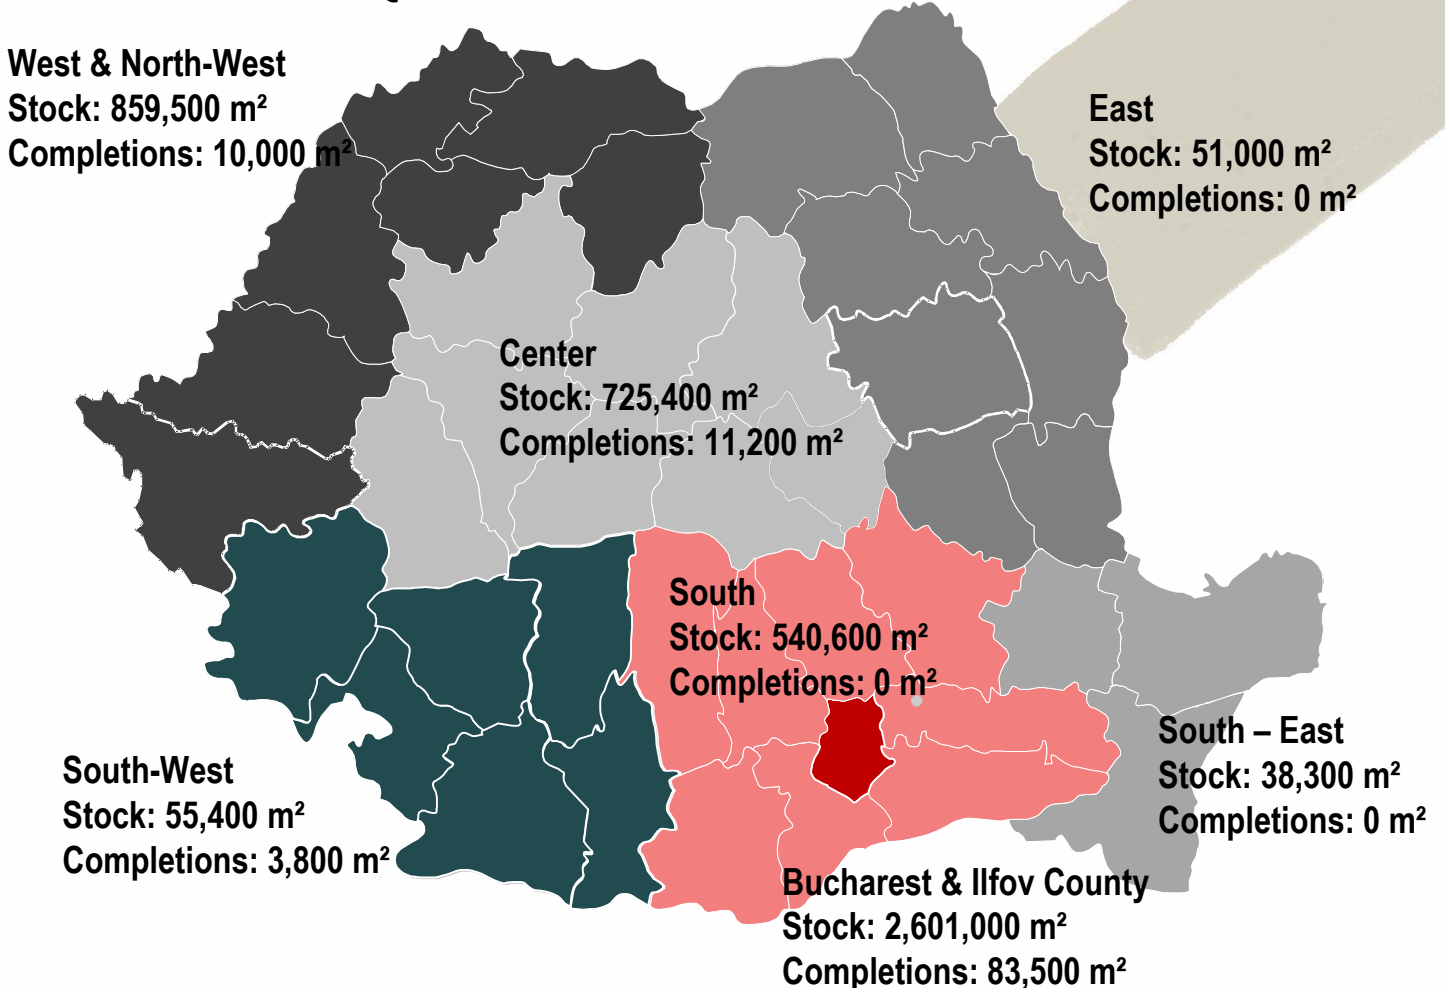 West & North-West
Stock: 859,500 m²
Completions: 10,000 m²
East
Stock: 51,000 m²
Completions: 0 m²
Center
Stock: 725,400 m²
Completions: 11,200 m²
South
Stock: 540,600 m²
Completions: 0 m²
South – East
Stock: 38,300 m²
Completions: 0 m²
South-West
Stock: 55,400 m²
Completions: 3,800 m²
Bucharest & Ilfov County
Stock: 2,601,000 m²
Completions: 83,500 m²